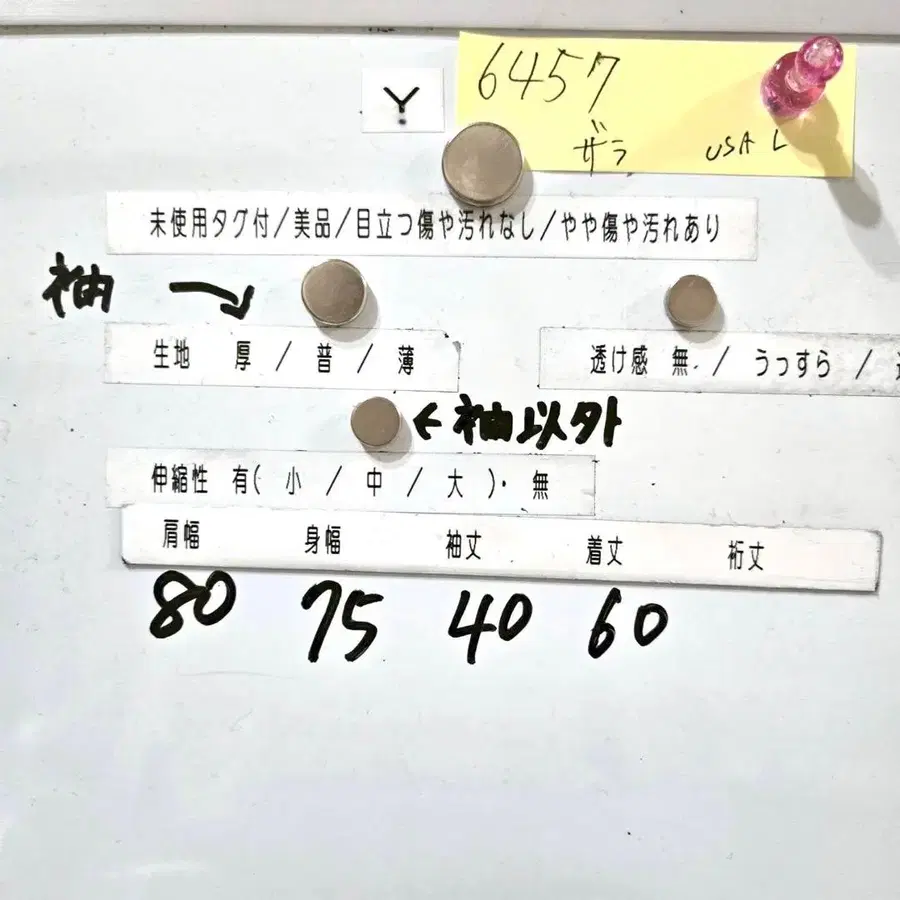 6457
Y
ザラ USA L
未使用タグ付/美品/目立つ傷や汚れなし/やや傷や汚れあり
袖 →
生地 厚 / 普 / 薄
透け感 無 / うっすら /
← 袖以外
伸縮性 有( 小 / 中 / 大 )・ 無
肩幅 身幅 袖丈 着丈 裄丈
80 75 40 60